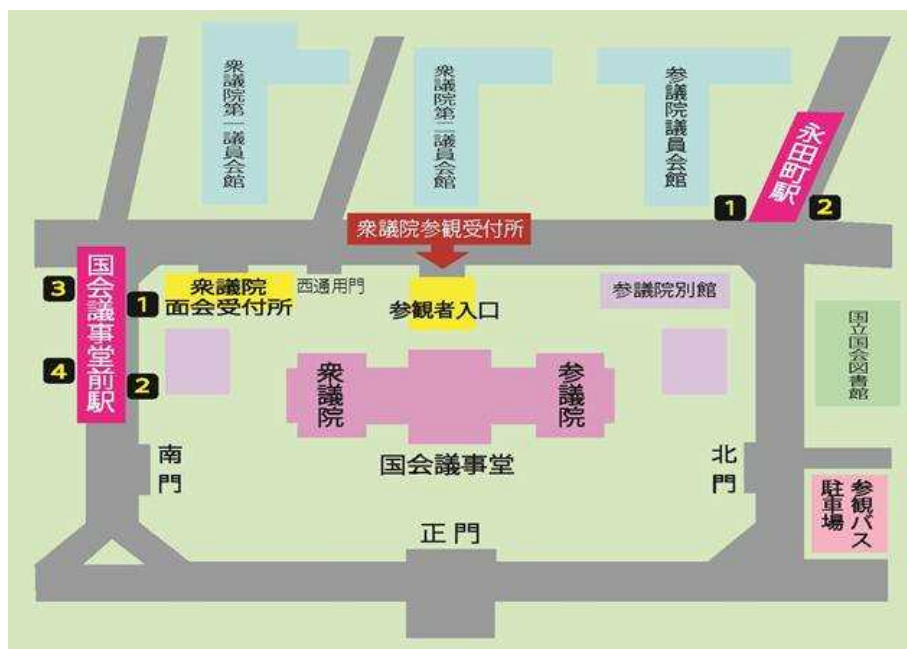 衆議院第一議員会館
衆議院第二議員会館
参議院議員会館
永田町駅
1
2
衆議院参観受付所
国会議事堂前駅
3
1
4
2
衆議院
面会受付所
西通用門
参観者入口
参議院別館
国立国会図書館
衆議院
参議院
国会議事堂
南門
北門
正門
参観バス
駐車場